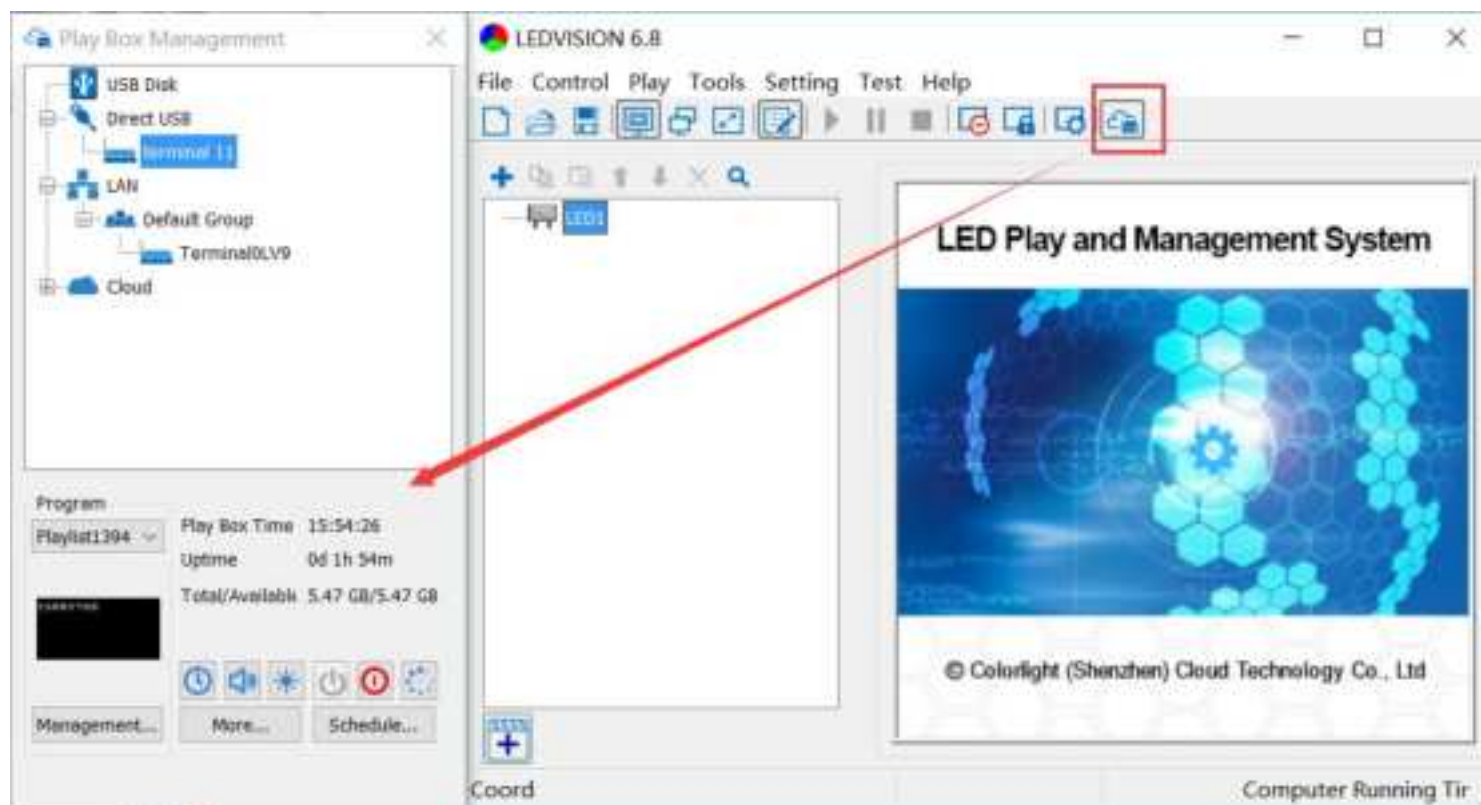 Play Box Management
USB Disk
Direct USB
Terminal 11
LAN
Default Group
Terminal0LV9
Cloud
Program
Playlist1394
Play Box Time 15:54:26
Uptime 0d 1h 54m
Total/Available 5.47 GB/5.47 GB
Management...
More...
Schedule...
LEDVISION 6.8
File Control Play Tools Setting Test Help
LED1
LED Play and Management System
© Colorlight (Shenzhen) Cloud Technology Co., Ltd
Coord
Computer Running Tir